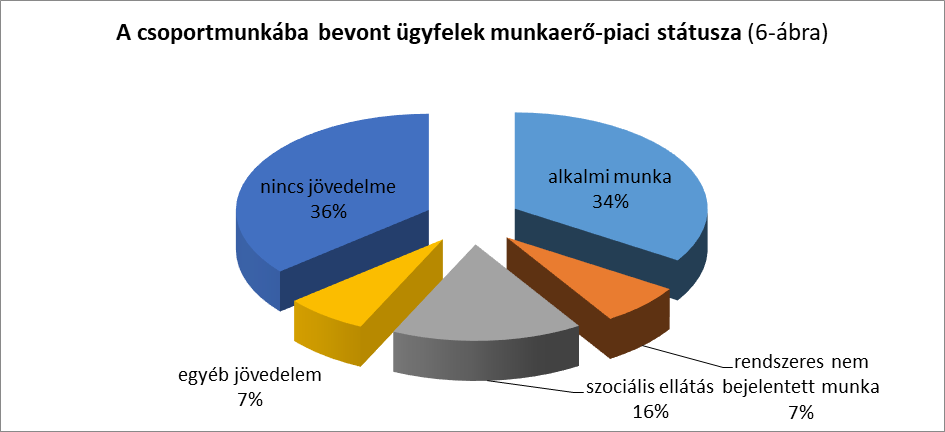 A csoportmunkába bevont ügyfelek munkaerő-piaci státusza (6-ábra)
nincs jövedelme
36%
alkalmi munka
34%
egyéb jövedelem
7%
szociális ellátás
16%
rendszeres nem
bejelentett munka
7%